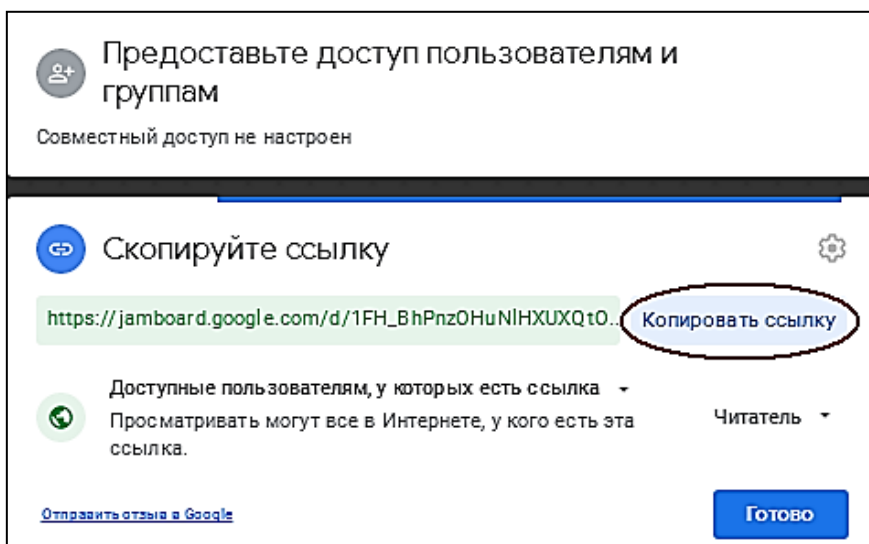 Предоставьте доступ пользователям и
группам
Совместный доступ не настроен
Скопируйте ссылку
https://jamboard.google.com/d/1FH_BhPnzOHuNlHXUXQtO... Копировать ссылку
Доступные пользователям, у которых есть ссылка
Просматривать могут все в Интернете, у кого есть эта
ссылка.
Читатель
Отправить отзыв в Google
Готово